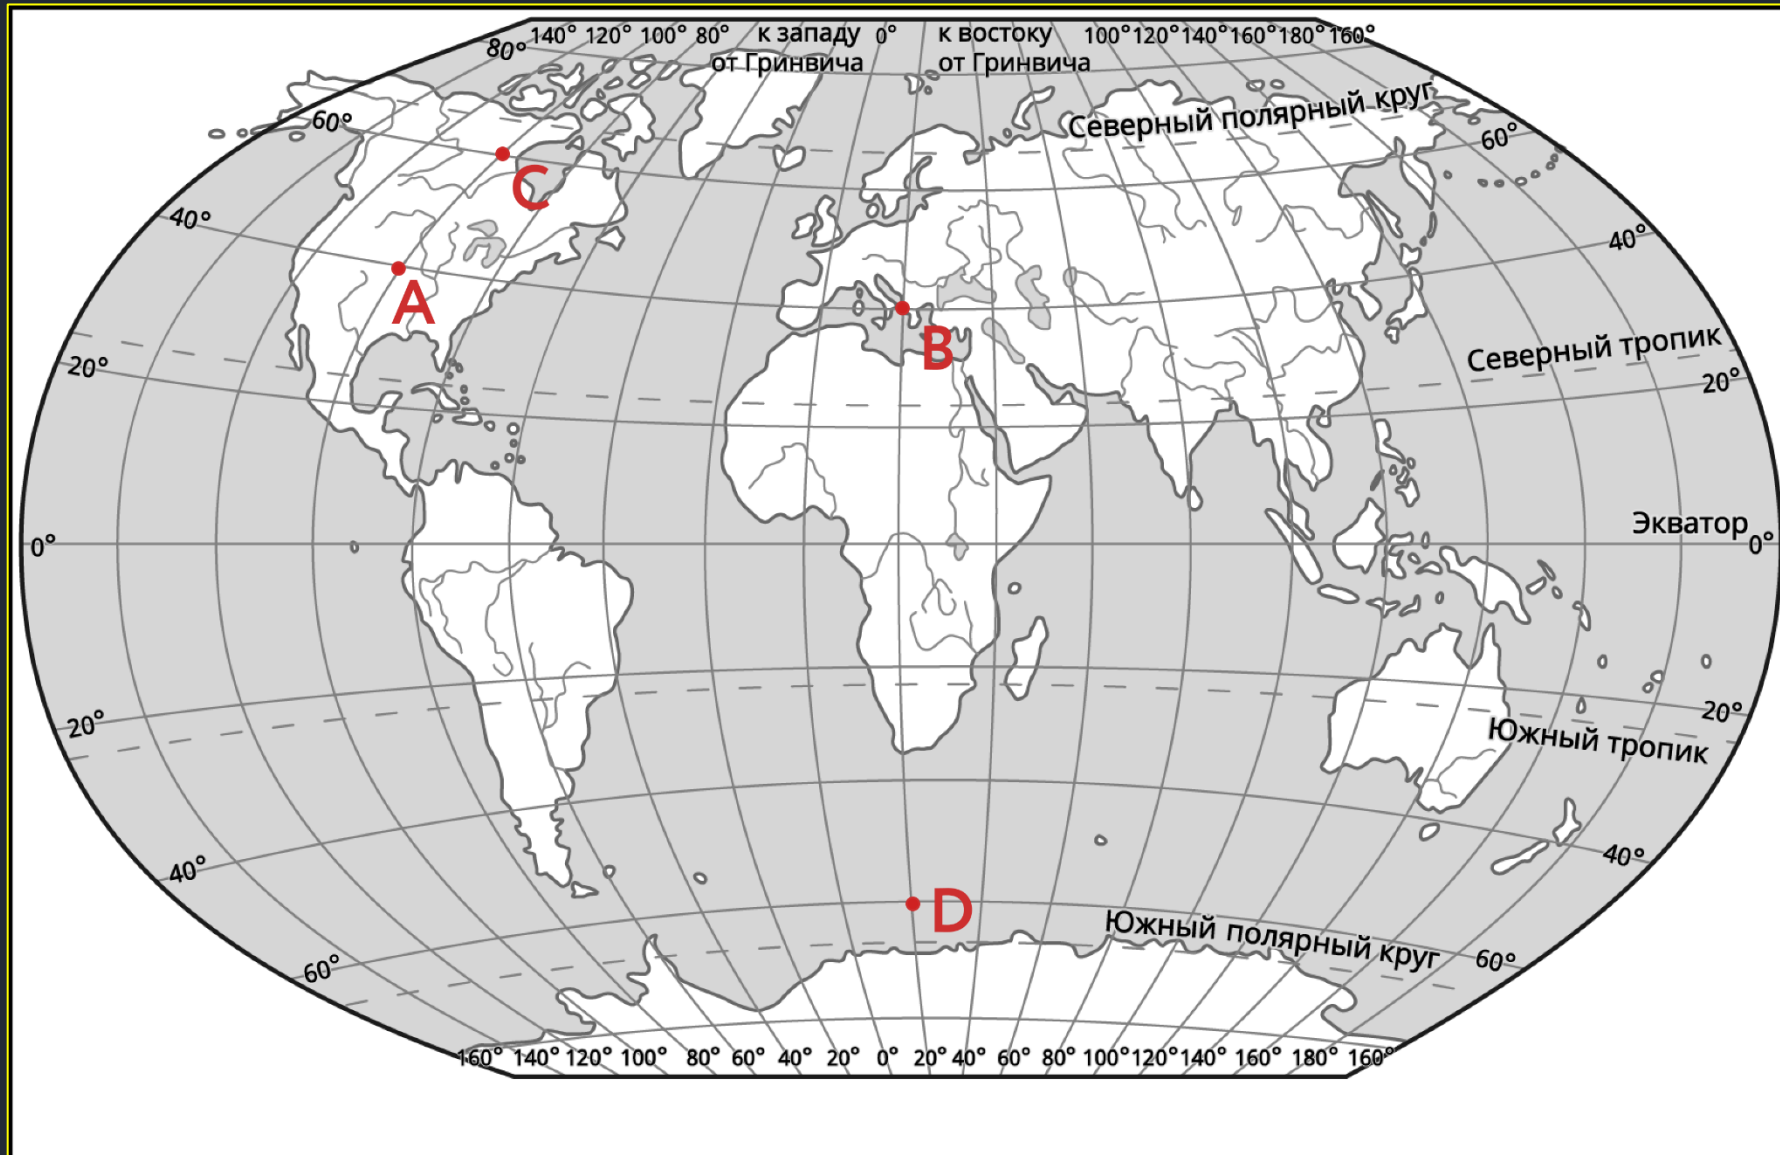 140° 120° 100° 80° к западу 0° к востоку 100° 120° 140° 160° 180° 160°
80° от Гринвича от Гринвича
Северный полярный круг
60° 60°
C
40° 40°
A
B
Северный тропик
20° 20°
Экватор
0° 0°
20° 20°
Южный тропик
40° 40°
D
Южный полярный круг
60° 60°
160° 140° 120° 100° 80° 60° 40° 20° 0° 20° 40° 60° 80° 100° 120° 140° 160° 180° 160°